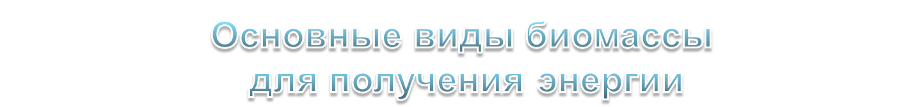 Основные виды биомассы
для получения энергии